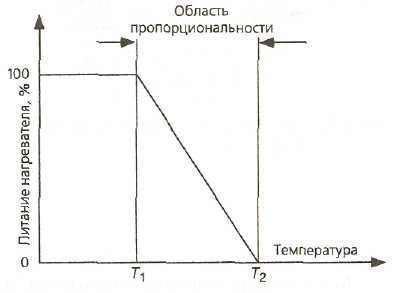 Область
пропорциональности
100
Питание нагревателя, %
Температура
0
T1
T2